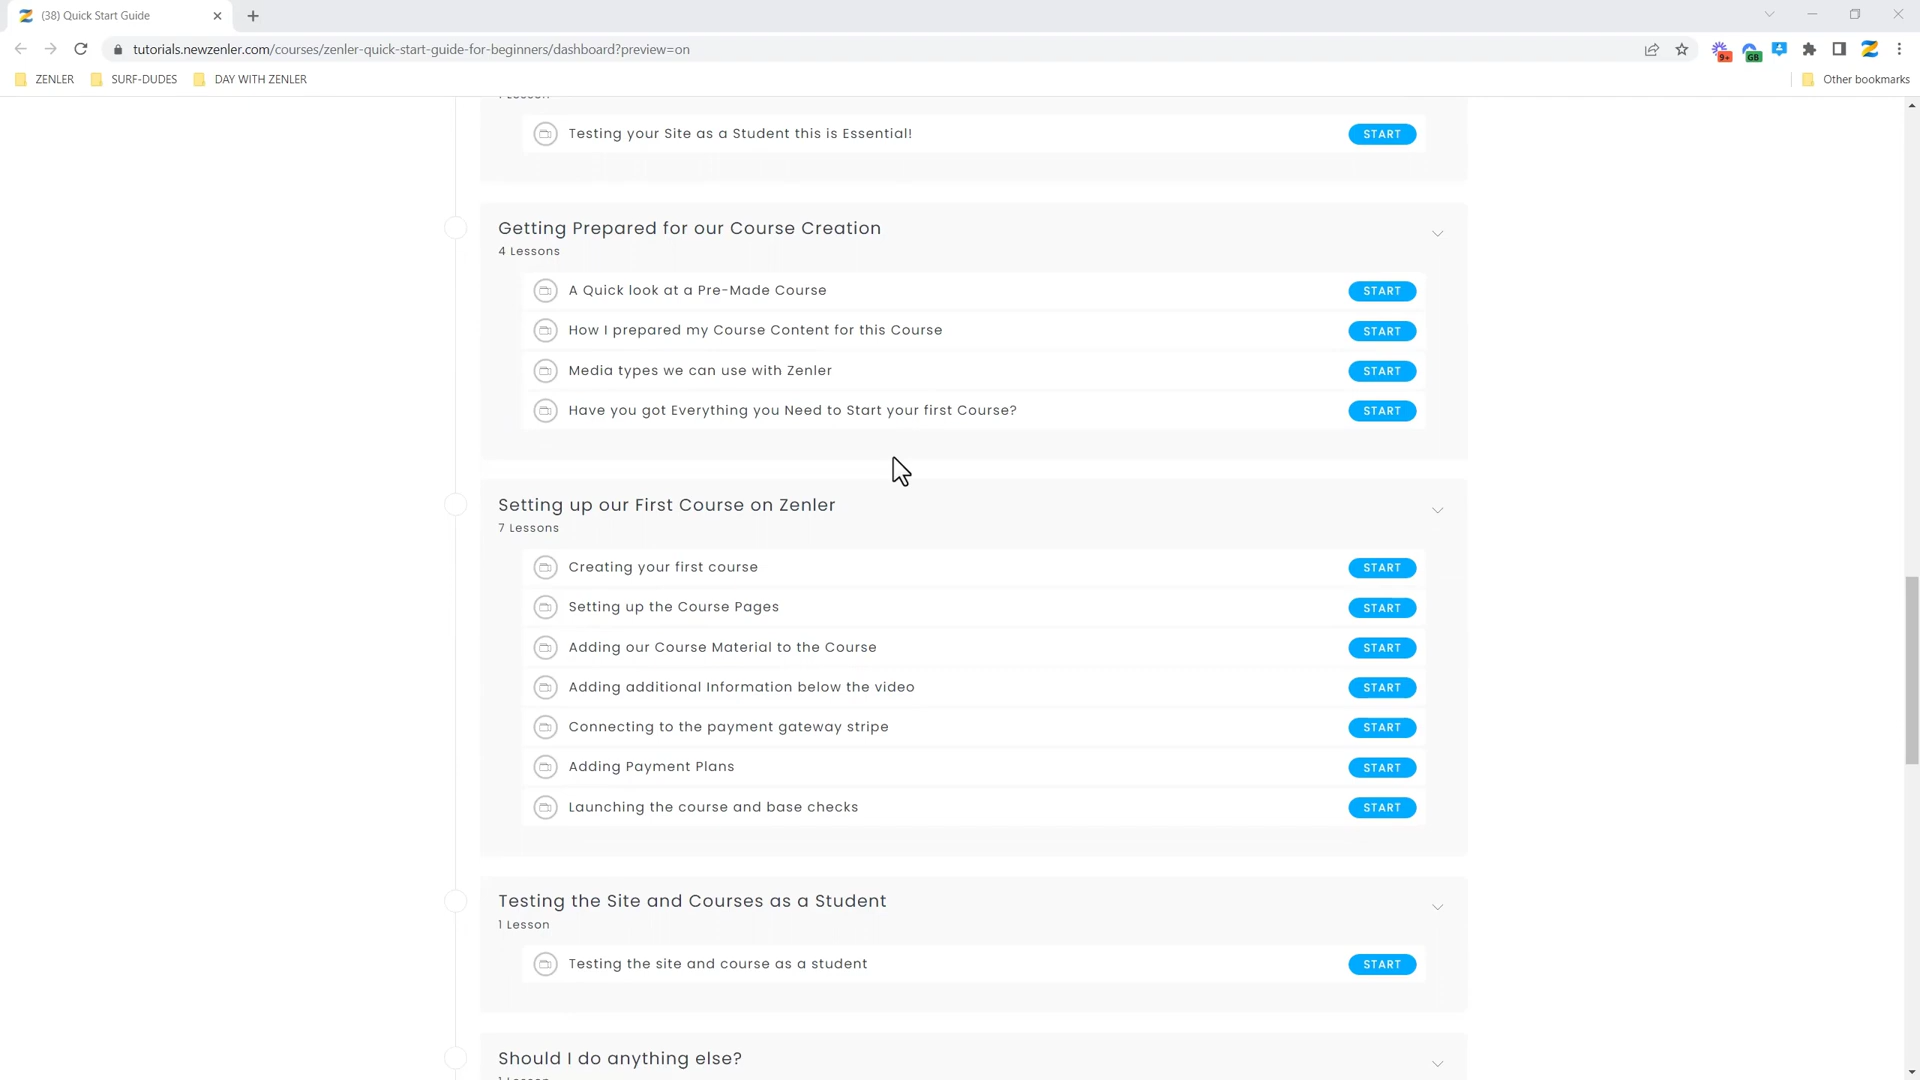 (38) Quick Start Guide
tutorials.newzenler.com/courses/zenler-quick-start-guide-for-beginners/dashboard?preview=on
9+
GB
ZENLER
SURF-DUDES
DAY WITH ZENLER
Other bookmarks
1 Lesson
Testing your Site as a Student this is Essential!
START
Getting Prepared for our Course Creation
4 Lessons
A Quick look at a Pre-Made Course
START
How I prepared my Course Content for this Course
START
Media types we can use with Zenler
START
Have you got Everything you Need to Start your first Course?
START
Setting up our First Course on Zenler
7 Lessons
Creating your first course
START
Setting up the Course Pages
START
Adding our Course Material to the Course
START
Adding additional Information below the video
START
Connecting to the payment gateway stripe
START
Adding Payment Plans
START
Launching the course and base checks
START
Testing the Site and Courses as a Student
1 Lesson
Testing the site and course as a student
START
Should I do anything else?
1 Lesson